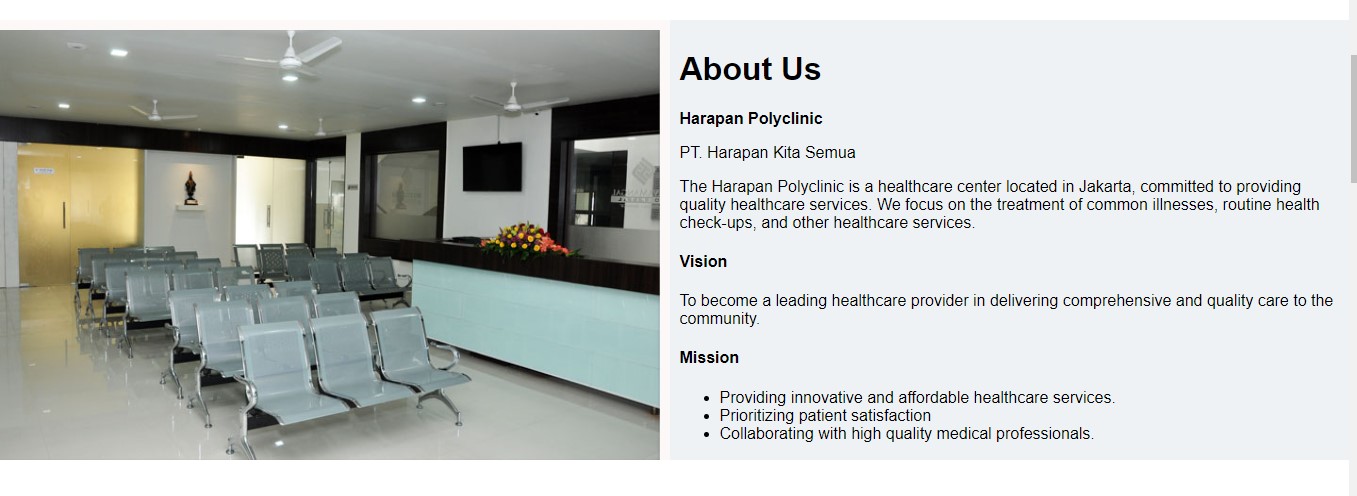 About Us
Harapan Polyclinic
PT. Harapan Kita Semua
The Harapan Polyclinic is a healthcare center located in Jakarta, committed to providing
quality healthcare services. We focus on the treatment of common illnesses, routine health
check-ups, and other healthcare services.
Vision
To become a leading healthcare provider in delivering comprehensive and quality care to the
community.
Mission
• Providing innovative and affordable healthcare services.
• Prioritizing patient satisfaction
• Collaborating with high quality medical professionals.